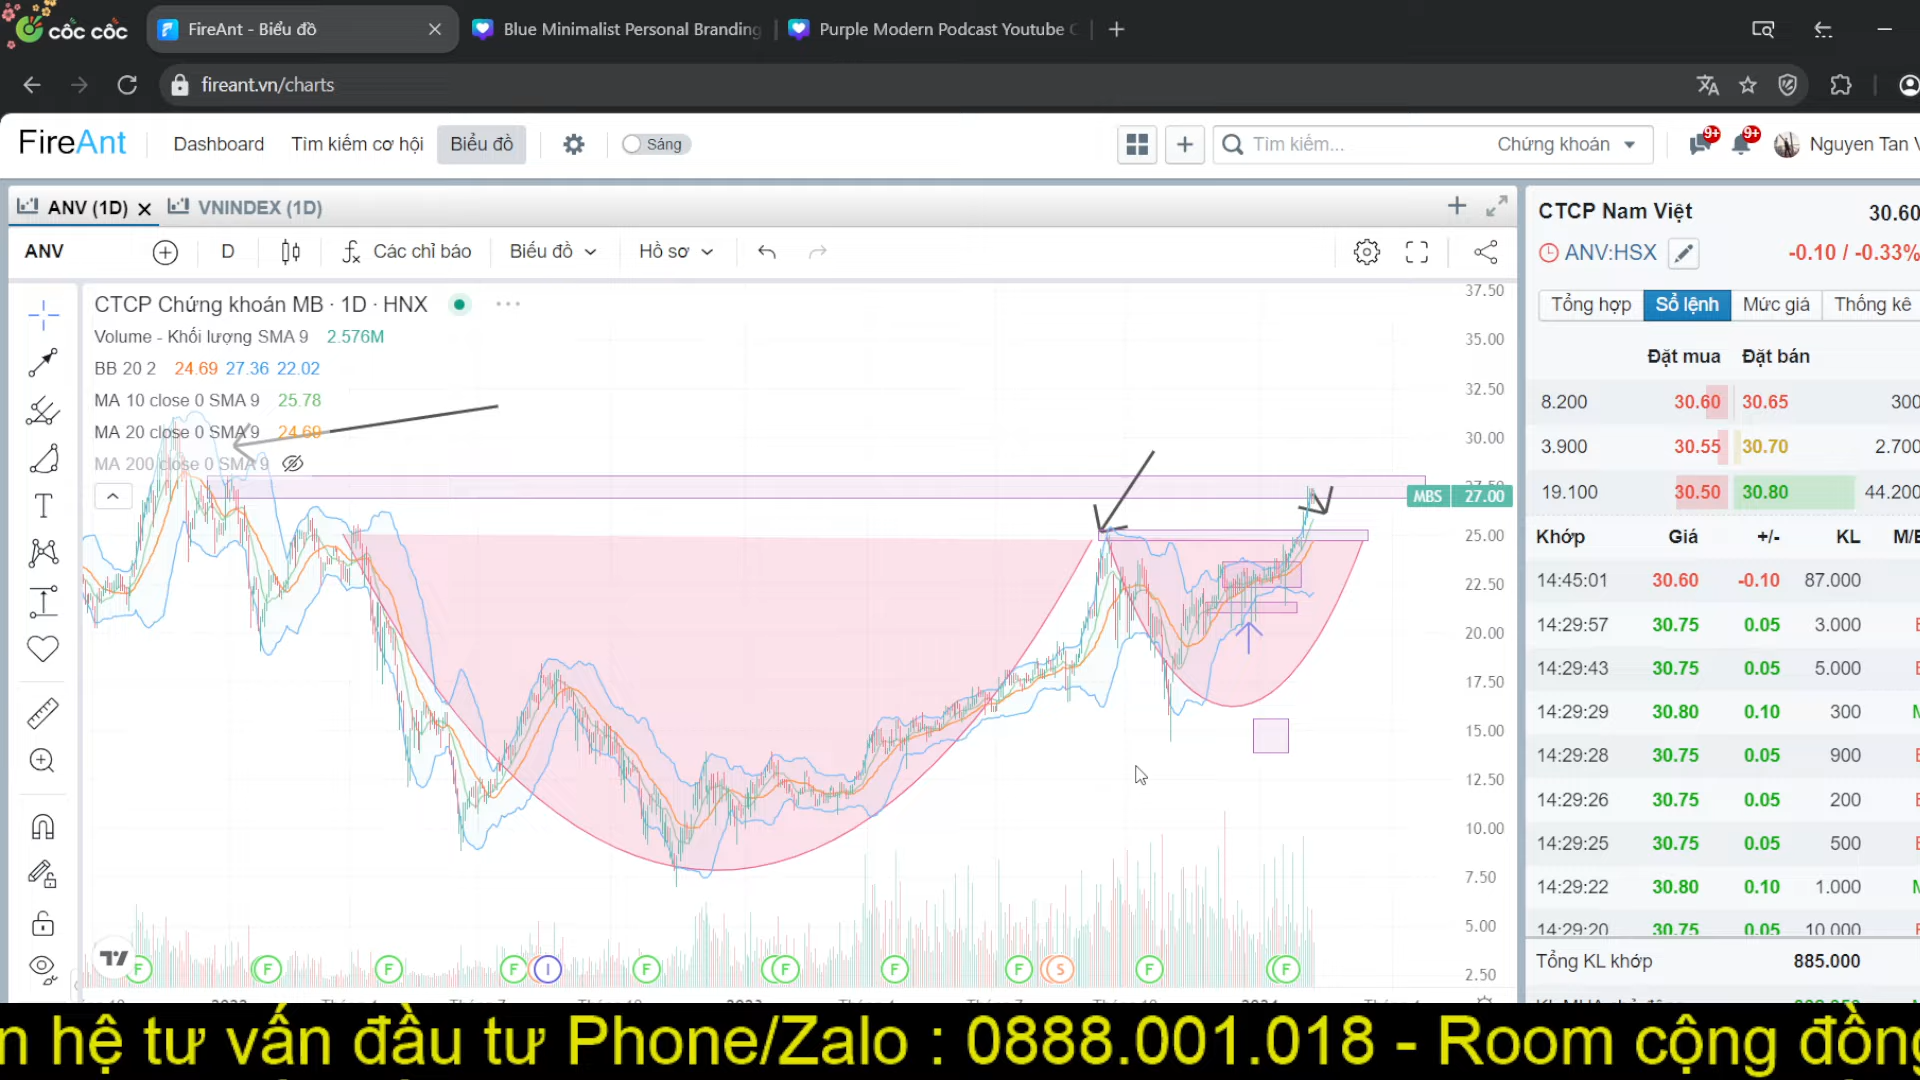 cốc cốc
FireAnt - Biểu đồ
Blue Minimalist Personal Branding
Purple Modern Podcast Youtube
fireant.vn/charts
FireAnt
Dashboard
Tìm kiếm cơ hội
Biểu đồ
Sáng
Tìm kiếm...
Chứng khoán
9+
9+
Nguyen Tan
ANV (1D)
VNINDEX (1D)
ANV
D
Các chỉ báo
Biểu đồ
Hồ sơ
CTCP Chứng khoán MB · 1D · HNX
Volume - Khối lượng SMA 9 2.576M
BB 20 2 24.69 27.36 22.02
MA 10 close 0 SMA 9 25.78
MA 20 close 0 SMA 9 24.69
MA 200 close 0 SMA 9
37.50
35.00
32.50
30.00
MBS 27.00
25.00
22.50
20.00
17.50
15.00
12.50
10.00
7.50
5.00
2.50
F
F
F
F
I
F
F
F
F
S
F
F
CTCP Nam Việt 30.60
ANV:HSX -0.10 / -0.33%
Tổng hợp
Sổ lệnh
Mức giá
Thống kê
Đặt mua Đặt bán
8.200 30.60 30.65 300
3.900 30.55 30.70 2.700
19.100 30.50 30.80 44.200
Khớp Giá +/- KL
14:45:01 30.60 -0.10 87.000
14:29:57 30.75 0.05 3.000
14:29:43 30.75 0.05 5.000
14:29:29 30.80 0.10 300
14:29:28 30.75 0.05 900
14:29:26 30.75 0.05 200
14:29:25 30.75 0.05 500
14:29:22 30.80 0.10 1.000
14:29:20 30.75 0.05 10.000
Tổng KL khớp 885.000
n hệ tư vấn đầu tư Phone/Zalo : 0888.001.018 - Room cộng đồng